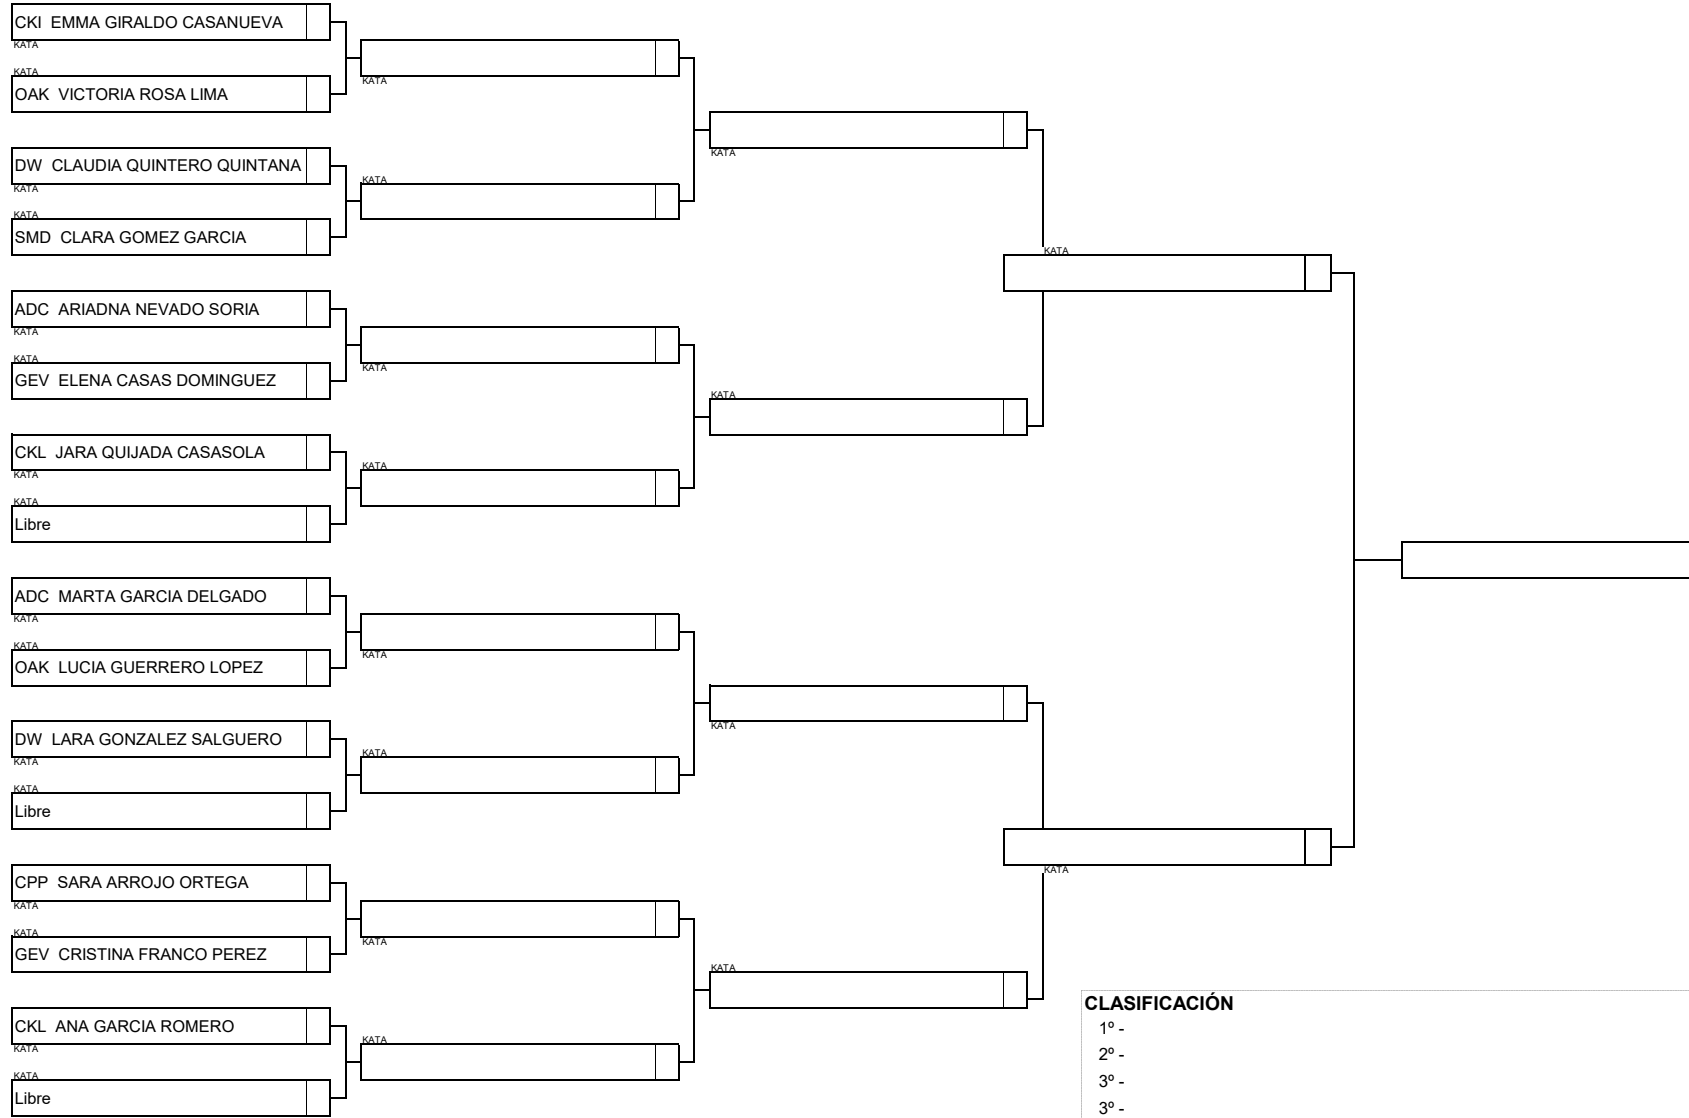 CKI EMMA GIRALDO CASANUEVA
KATA
KATA
KATA
OAK VICTORIA ROSA LIMA
KATA
DW CLAUDIA QUINTERO QUINTANA
KATA
KATA
KATA
SMD CLARA GOMEZ GARCIA
KATA
ADC ARIADNA NEVADO SORIA
KATA
KATA
KATA
GEV ELENA CASAS DOMINGUEZ
KATA
CKL JARA QUIJADA CASASOLA
KATA
KATA
KATA
Libre
ADC MARTA GARCIA DELGADO
KATA
KATA
KATA
OAK LUCIA GUERRERO LOPEZ
KATA
DW LARA GONZALEZ SALGUERO
KATA
KATA
KATA
Libre
KATA
CPP SARA ARROJO ORTEGA
KATA
KATA
KATA
GEV CRISTINA FRANCO PEREZ
KATA
CKL ANA GARCIA ROMERO
KATA
KATA
KATA
Libre
CLASIFICACIÓN
1º -
2º -
3º -
3º -